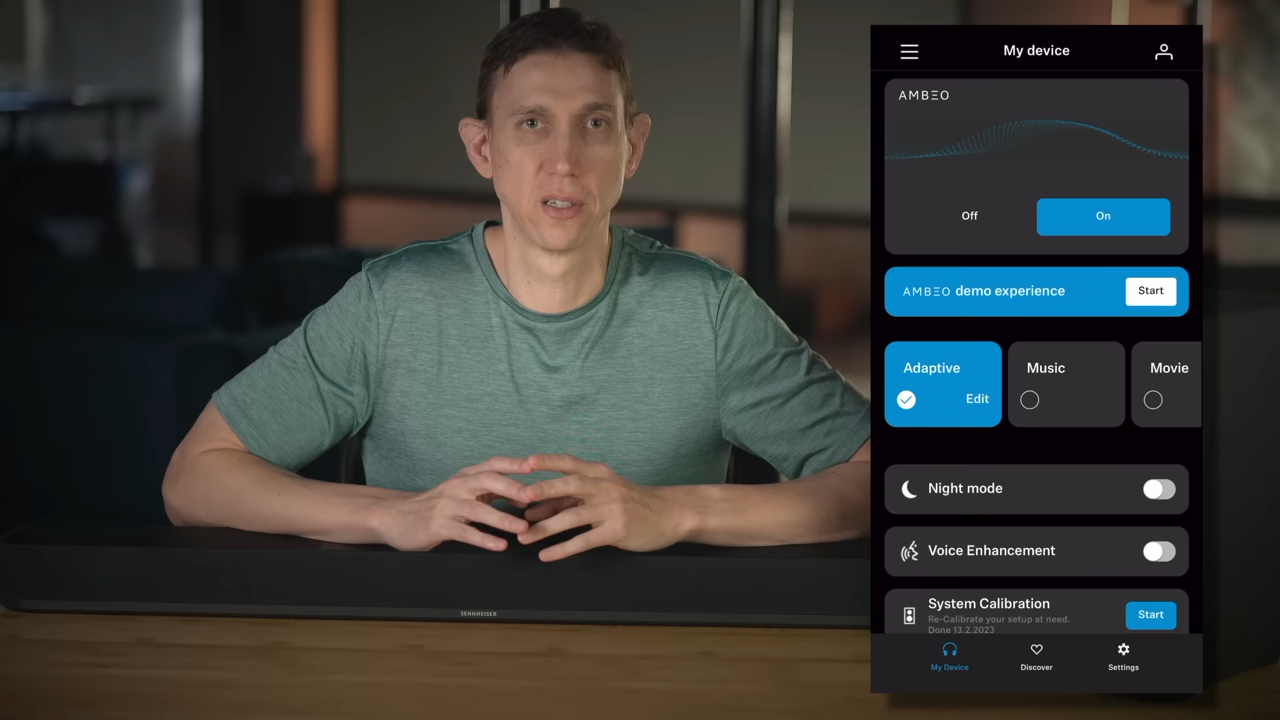 My device
AMBEO
Off
On
AMBEO demo experience
Start
Adaptive
Edit
Music
Movie
Night mode
Voice Enhancement
System Calibration
Re-Calibrate your setup at need.
Done 13.2.2023
Start
My Device
Discover
Settings
SENNHEISER